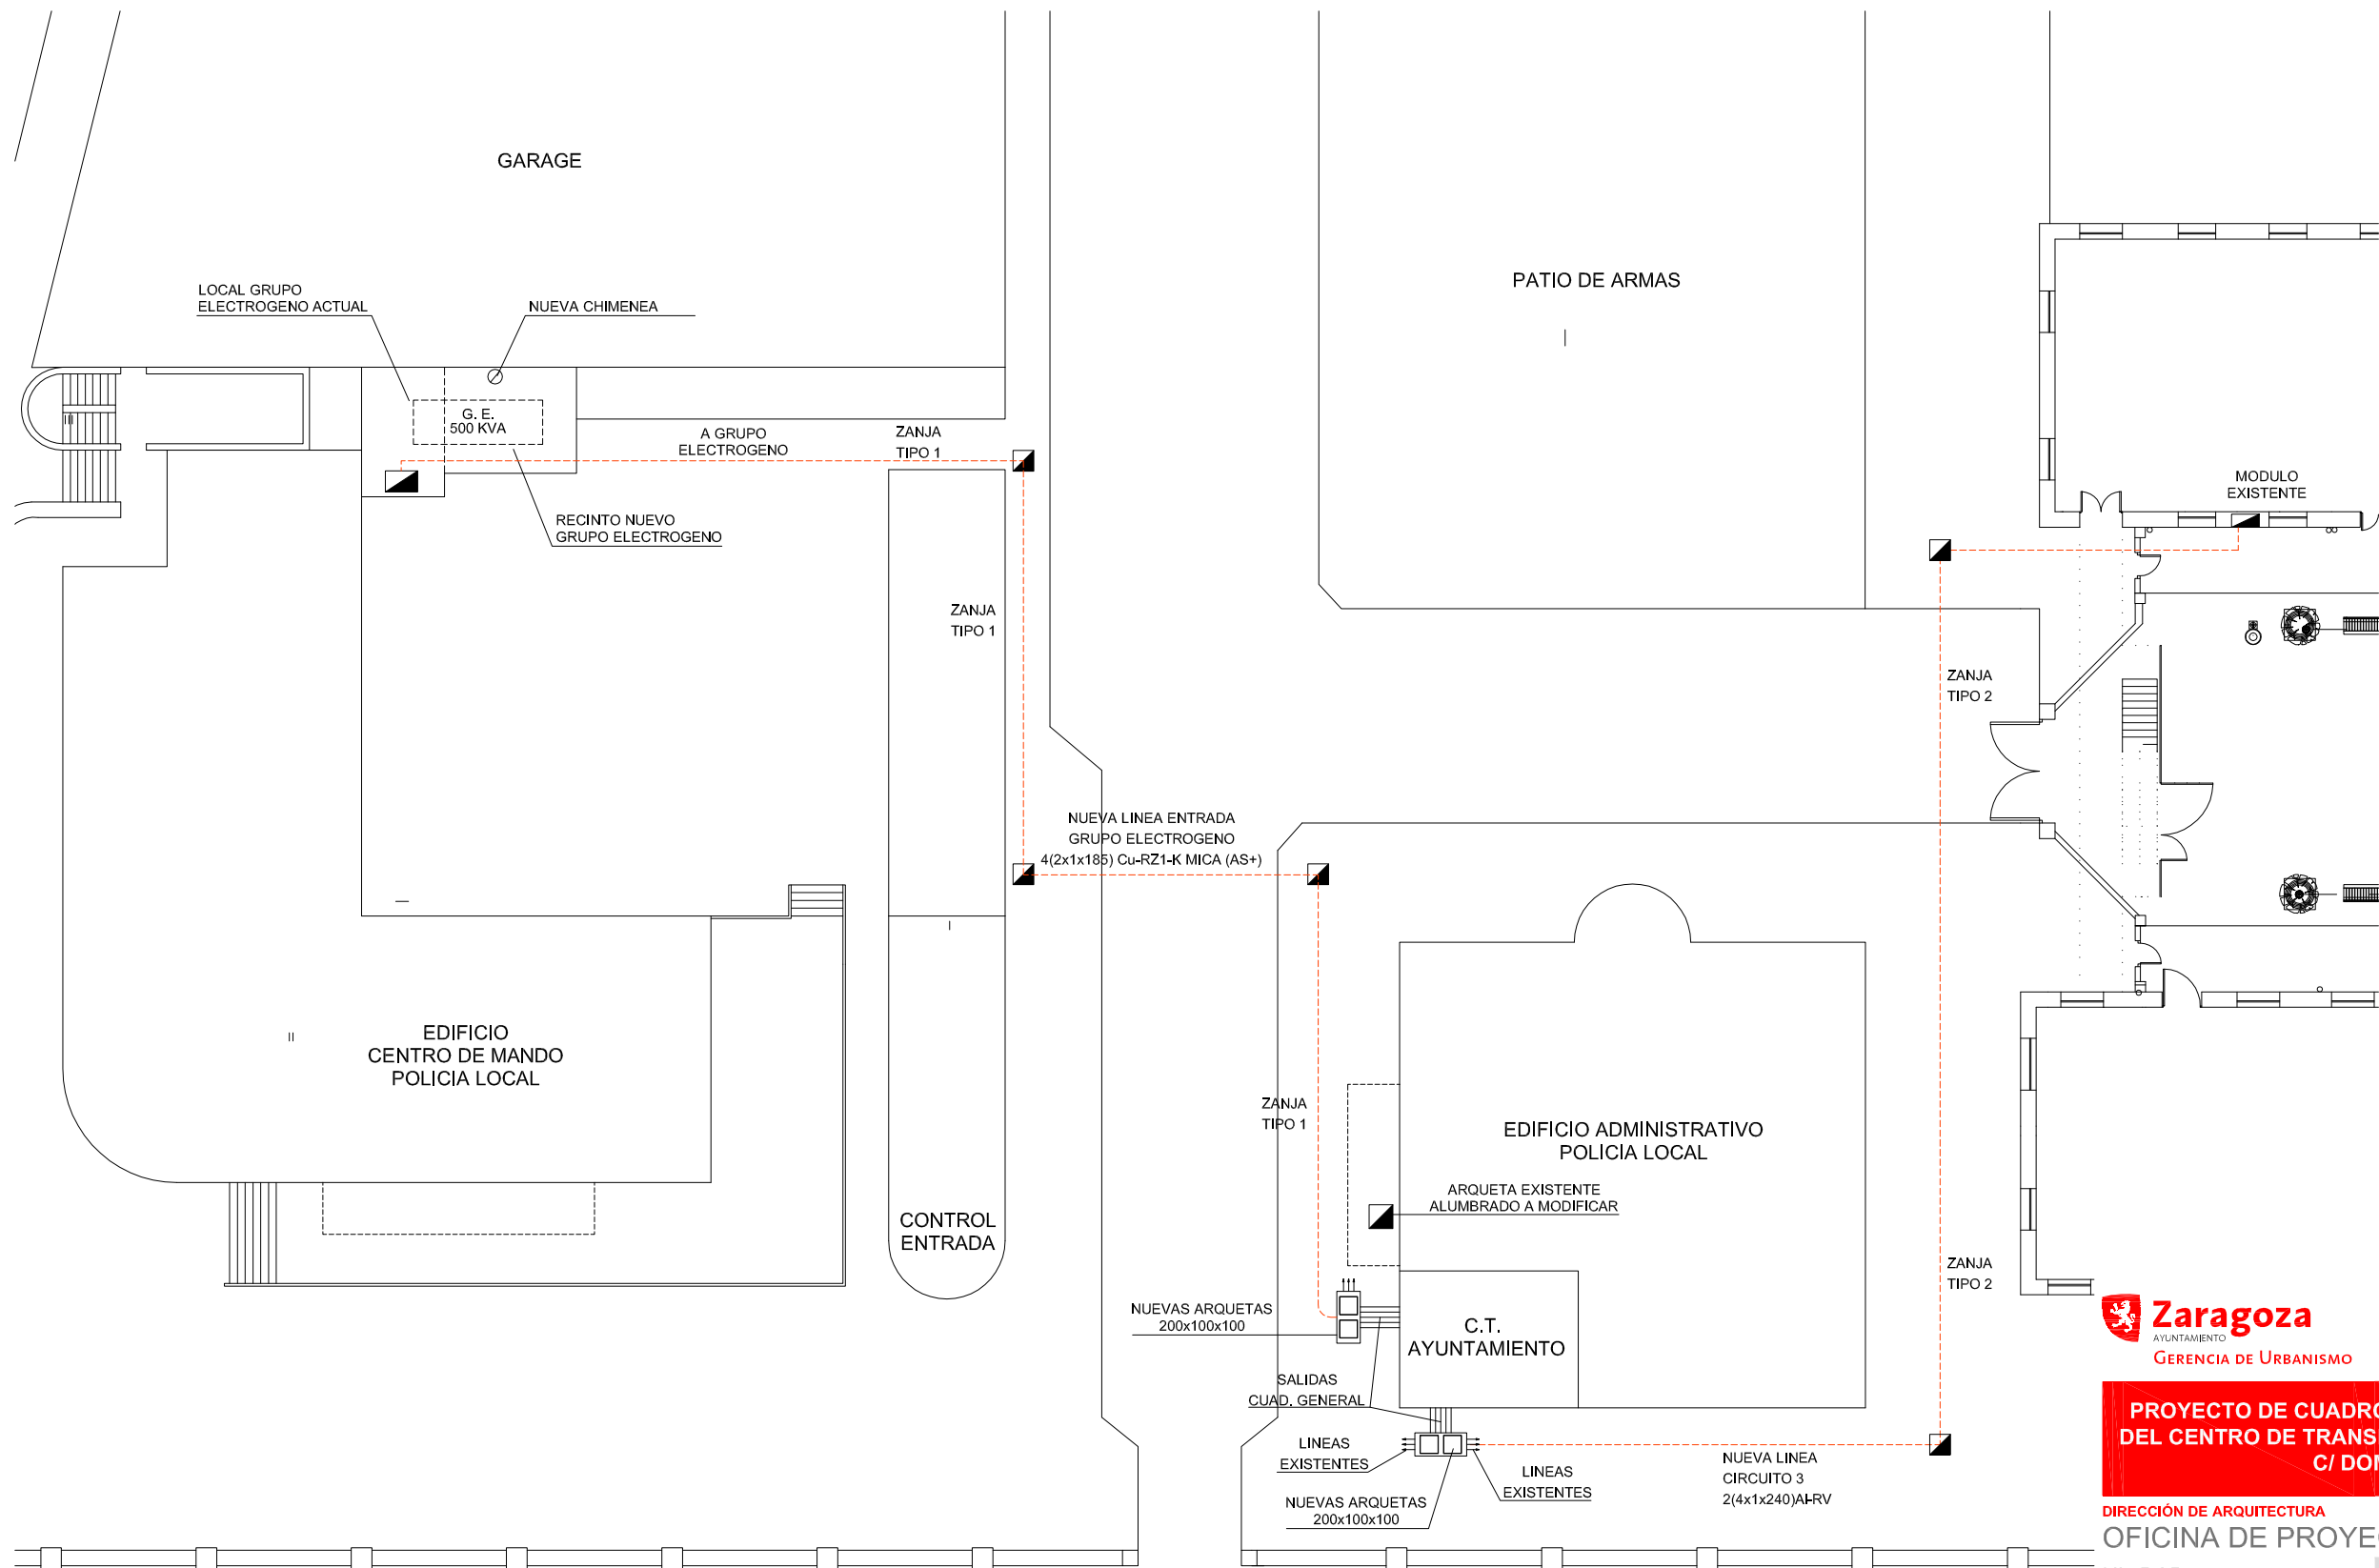 GARAGE
LOCAL GRUPO
ELECTROGENO ACTUAL
NUEVA CHIMENEA
G. E.
500 KVA
A GRUPO
ELECTROGENO
ZANJA
TIPO 1
RECINTO NUEVO
GRUPO ELECTROGENO
ZANJA
TIPO 1
PATIO DE ARMAS
I
MODULO
EXISTENTE
ZANJA
TIPO 2
III
NUEVA LINEA ENTRADA
GRUPO ELECTROGENO
4(2x1x185) Cu-RZ1-K MICA (AS+)
I
I
II
EDIFICIO
CENTRO DE MANDO
POLICIA LOCAL
CONTROL
ENTRADA
ZANJA
TIPO 1
EDIFICIO ADMINISTRATIVO
POLICIA LOCAL
ARQUETA EXISTENTE
ALUMBRADO A MODIFICAR
NUEVAS ARQUETAS
200x100x100
C.T.
AYUNTAMIENTO
SALIDAS
CUAD. GENERAL
LINEAS
EXISTENTES
LINEAS
EXISTENTES
NUEVAS ARQUETAS
200x100x100
NUEVA LINEA
CIRCUITO 3
2(4x1x240)Al-RV
ZANJA
TIPO 2
Zaragoza
AYUNTAMIENTO
GERENCIA DE URBANISMO
PROYECTO DE CUADRO
DEL CENTRO DE TRANS
C/ DOM
DIRECCIÓN DE ARQUITECTURA
OFICINA DE PROYEC